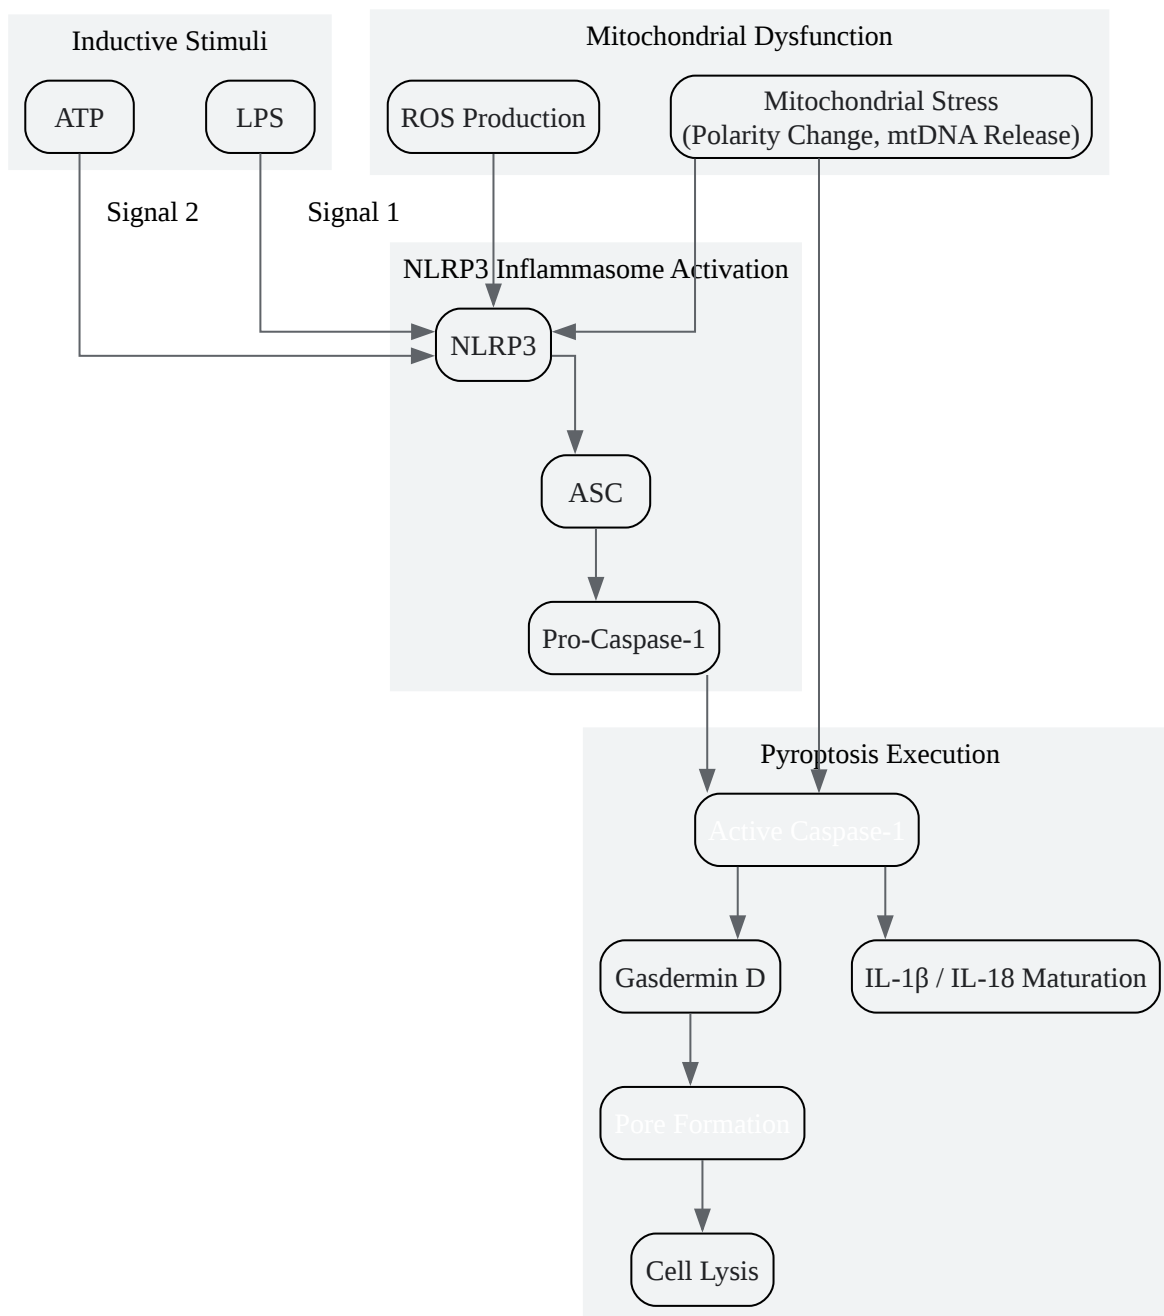 Inductive Stimuli
Mitochondrial Dysfunction
ATP
LPS
ROS Production
Mitochondrial Stress
(Polarity Change, mtDNA Release)
Signal 2
Signal 1
NLRP3 Inflammasome Activation
NLRP3
ASC
Pro-Caspase-1
Pyroptosis Execution
Active Caspase-1
Gasdermin D
IL-1β / IL-18 Maturation
Pore Formation
Cell Lysis